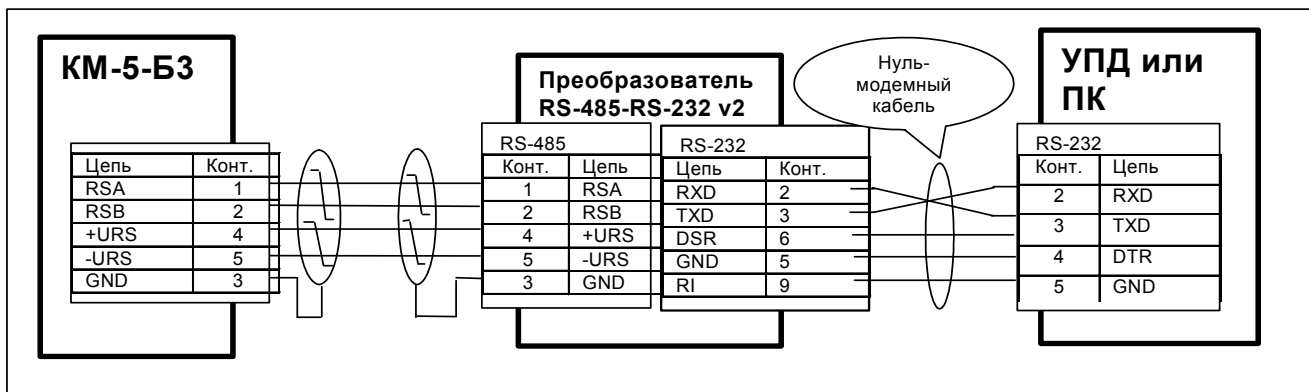 КМ-5-Б3
Цепь Конт.
RSA 1
RSB 2
+URS 4
-URS 5
GND 3
Преобразователь
RS-485-RS-232 v2
RS-485
Конт. Цепь
1 RSA
2 RSB
4 +URS
5 -URS
3 GND
RS-232
Цепь Конт.
RXD 2
TXD 3
DSR 6
GND 5
RI 9
Нуль-
модемный
кабель
УПД или
ПК
RS-232
Конт. Цепь
2 RXD
3 TXD
4 DTR
5 GND